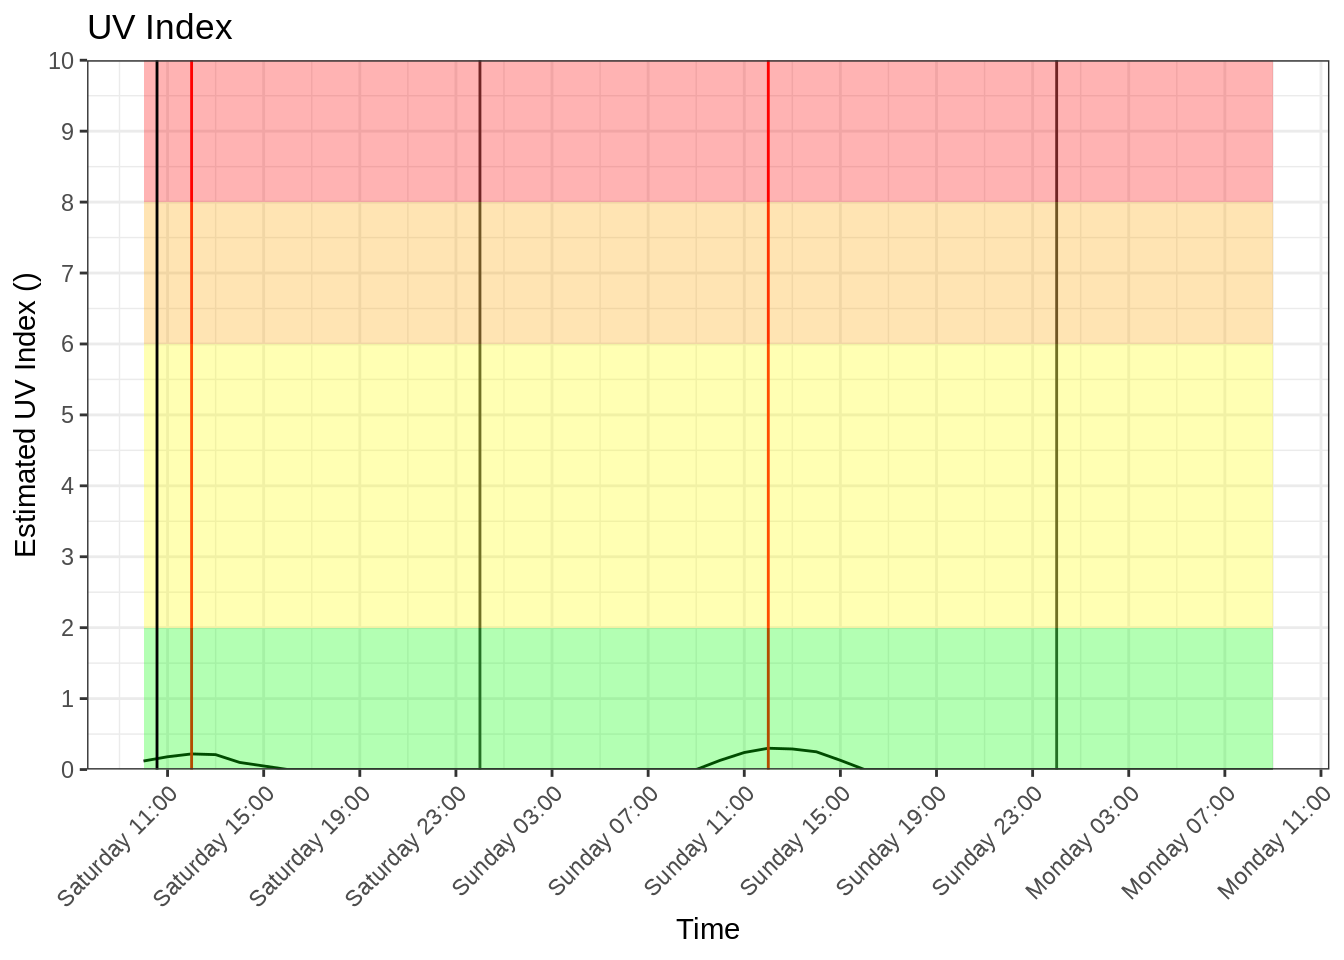 UV Index
Estimated UV Index ()
10
9
8
7
6
5
4
3
2
1
0
Saturday 11:00
Saturday 15:00
Saturday 19:00
Saturday 23:00
Sunday 03:00
Sunday 07:00
Sunday 11:00
Sunday 15:00
Sunday 19:00
Sunday 23:00
Monday 03:00
Monday 07:00
Monday 11:00
Time